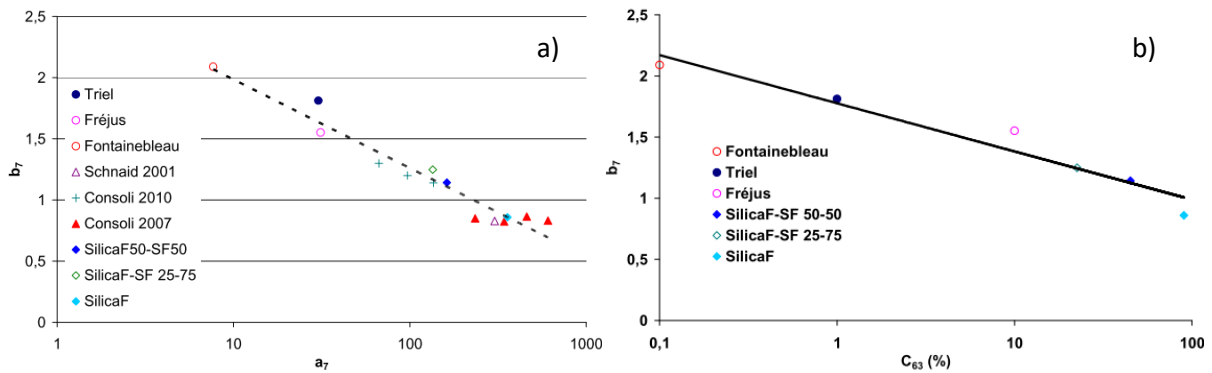 a)
2,5
2
1,5
1
0,5
0
b₇
Triel
Fréjus
Fontainebleau
Schnaid 2001
Consoli 2010
Consoli 2007
SilicaF50-SF50
SilicaF-SF 25-75
SilicaF
1 10 100 1000
a₇
b)
2,5
2
1,5
1
0,5
0
b₇
Fontainebleau
Triel
Fréjus
SilicaF-SF 50-50
SilicaF-SF 25-75
SilicaF
0,1 1 10 100
C₆₃ (%)